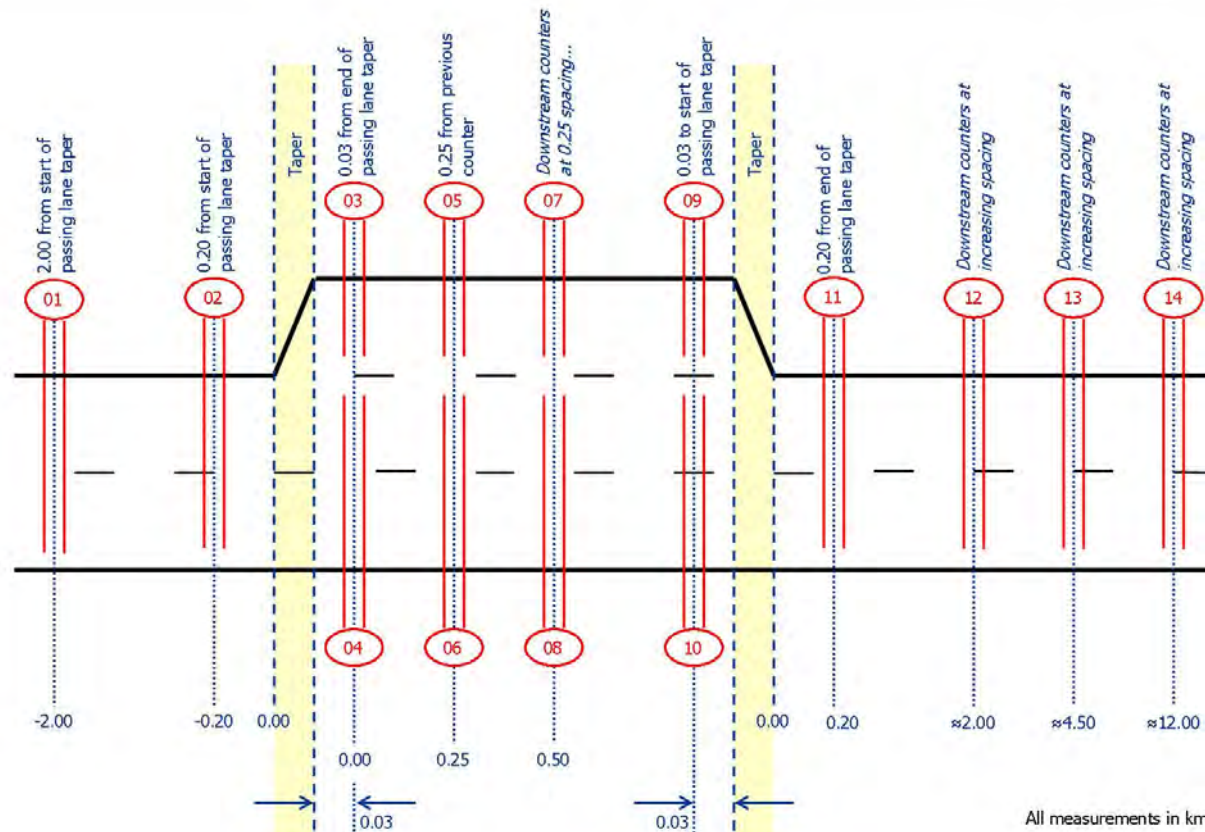 2.00 from start of
passing lane taper
0.20 from start of
passing lane taper
Taper
0.03 from end of
passing lane taper
0.25 from previous
counter
Downstream counters
at 0.25 spacing...
0.03 to start of
passing lane taper
Taper
0.20 from end of
passing lane taper
Downstream counters at
increasing spacing
Downstream counters at
increasing spacing
Downstream counters at
increasing spacing
01
02
03
05
07
09
11
12
13
14
04
06
08
10
-2.00
-0.20
0.00
0.00
0.20
≈2.00
≈4.50
≈12.00
0.00
0.25
0.50
0.03
0.03
All measurements in km